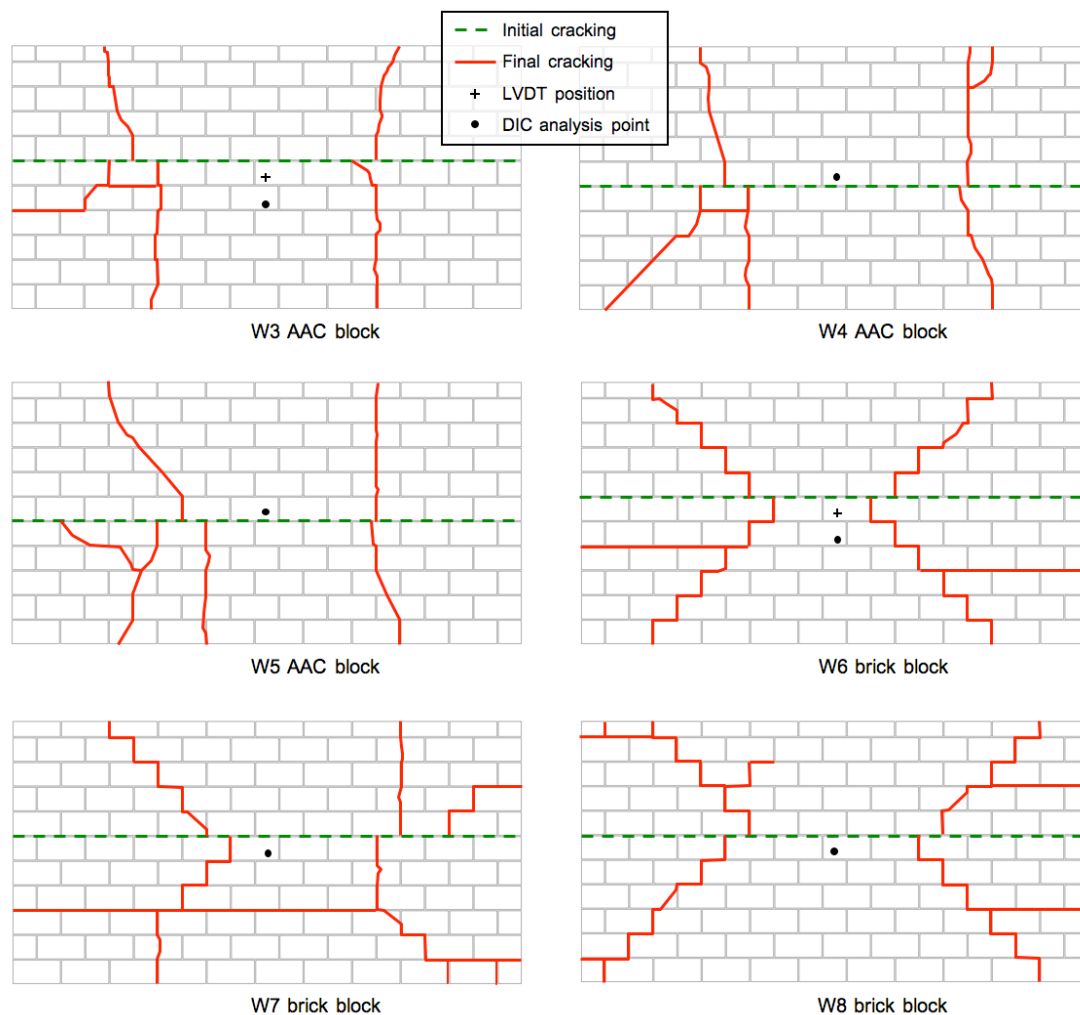 Initial cracking
Final cracking
LVDT position
DIC analysis point
W3 AAC block
W4 AAC block
W5 AAC block
W6 brick block
W7 brick block
W8 brick block